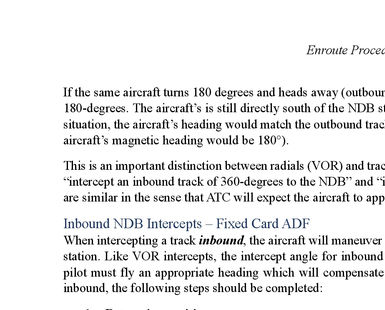 Enroute Proced
If the same aircraft turns 180 degrees and heads away (outboun
180-degrees. The aircraft's is still directly south of the NDB st
situation, the aircraft's heading would match the outbound trac
aircraft's magnetic heading would be 180°).
This is an important distinction between radials (VOR) and trac
“intercept an inbound track of 360-degrees to the NDB” and “i
are similar in the sense that ATC will expect the aircraft to app
Inbound NDB Intercepts – Fixed Card ADF
When intercepting a track inbound, the aircraft will maneuver
station. Like VOR intercepts, the intercept angle for inbound
pilot must fly an appropriate heading which will compensate
inbound, the following steps should be completed: